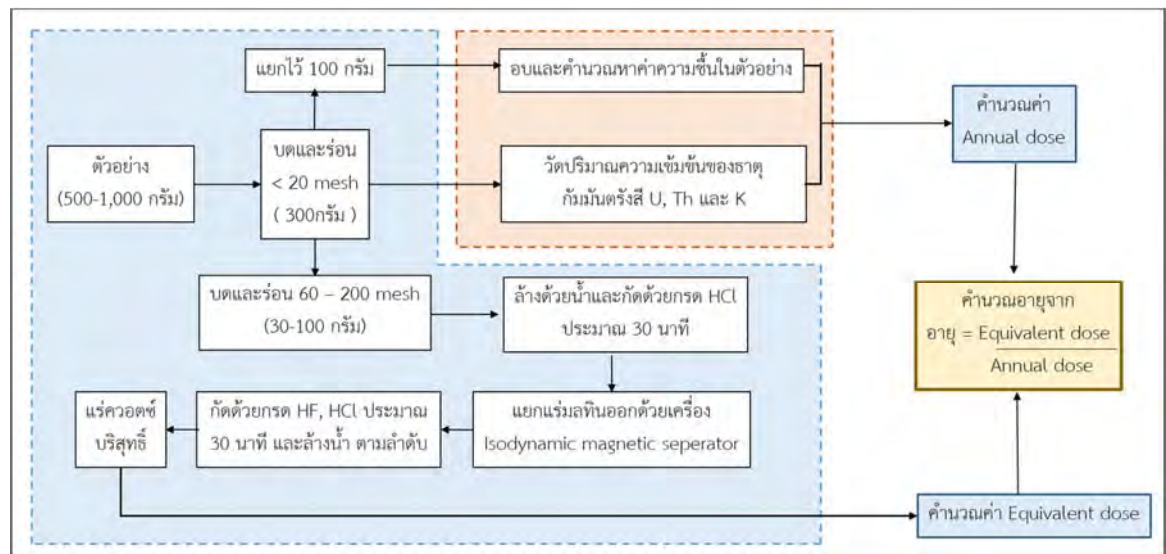 แยกไว้ 100 กรัม
อบและคำนวณหาค่าความชื้นในตัวอย่าง
คำนวณค่า
Annual dose
ตัวอย่าง
(500-1,000 กรัม)
บดและร่อน
< 20 mesh
( 300กรัม )
วัดปริมาณความเข้มข้นของธาตุ
กัมมันตรังสี U, Th และ K
บดและร่อน 60 – 200 mesh
(30-100 กรัม)
ล้างด้วยน้ำและกัดด้วยกรด HCl
ประมาณ 30 นาที
คำนวณอายุจาก
อายุ = Equivalent dose
Annual dose
แร่ควอตซ์
บริสุทธิ์
กัดด้วยกรด HF, HCl ประมาณ
30 นาที และล้างน้ำ ตามลำดับ
แยกแร่มลทินออกด้วยเครื่อง
Isodynamic magnetic seperator
คำนวณค่า Equivalent dose